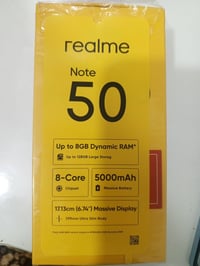 realme
Note
50
Up to 8GB Dynamic RAM*
Up to 128GB Large Storage
8-Core
Chipset
5000mAh
Massive Battery
17.13cm (6.74") Massive Display
7.99mm Ultra Slim Body
realme